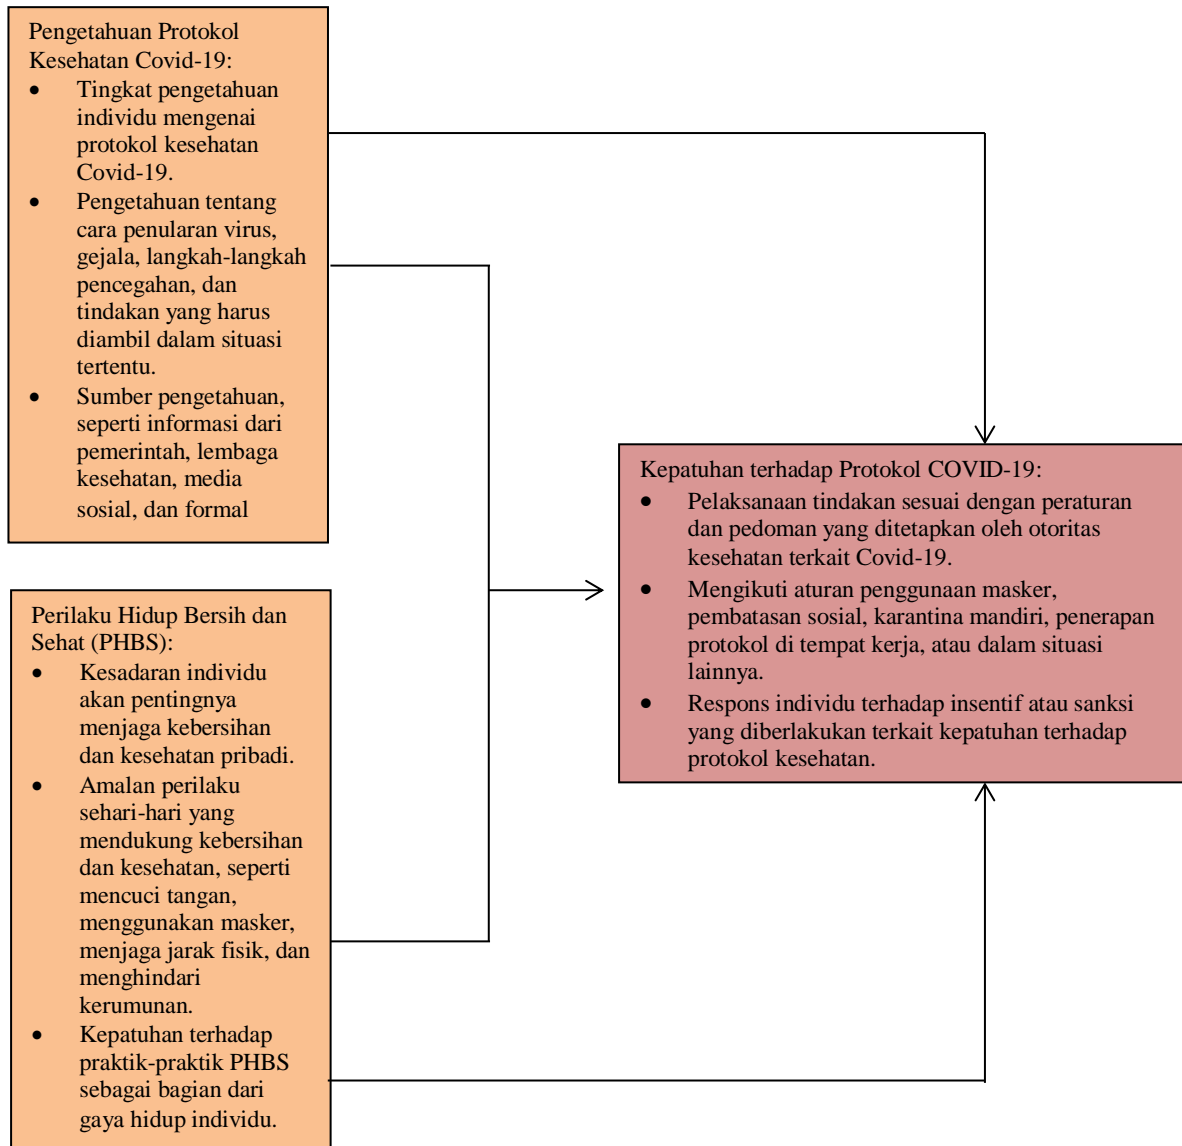 Pengetahuan Protokol
Kesehatan Covid-19:
• Tingkat pengetahuan
individu mengenai
protokol kesehatan
Covid-19.
• Pengetahuan tentang
cara penularan virus,
gejala, langkah-langkah
pencegahan, dan
tindakan yang harus
diambil dalam situasi
tertentu.
• Sumber pengetahuan,
seperti informasi dari
pemerintah, lembaga
kesehatan, media
sosial, dan formal
Perilaku Hidup Bersih dan
Sehat (PHBS):
• Kesadaran individu
akan pentingnya
menjaga kebersihan
dan kesehatan pribadi.
• Amalan perilaku
sehari-hari yang
mendukung kebersihan
dan kesehatan, seperti
mencuci tangan,
menggunakan masker,
menjaga jarak fisik, dan
menghindari
kerumunan.
• Kepatuhan terhadap
praktik-praktik PHBS
sebagai bagian dari
gaya hidup individu.
Kepatuhan terhadap Protokol COVID-19:
• Pelaksanaan tindakan sesuai dengan peraturan
dan pedoman yang ditetapkan oleh otoritas
kesehatan terkait Covid-19.
• Mengikuti aturan penggunaan masker,
pembatasan sosial, karantina mandiri, penerapan
protokol di tempat kerja, atau dalam situasi
lainnya.
• Respons individu terhadap insentif atau sanksi
yang diberlakukan terkait kepatuhan terhadap
protokol kesehatan.